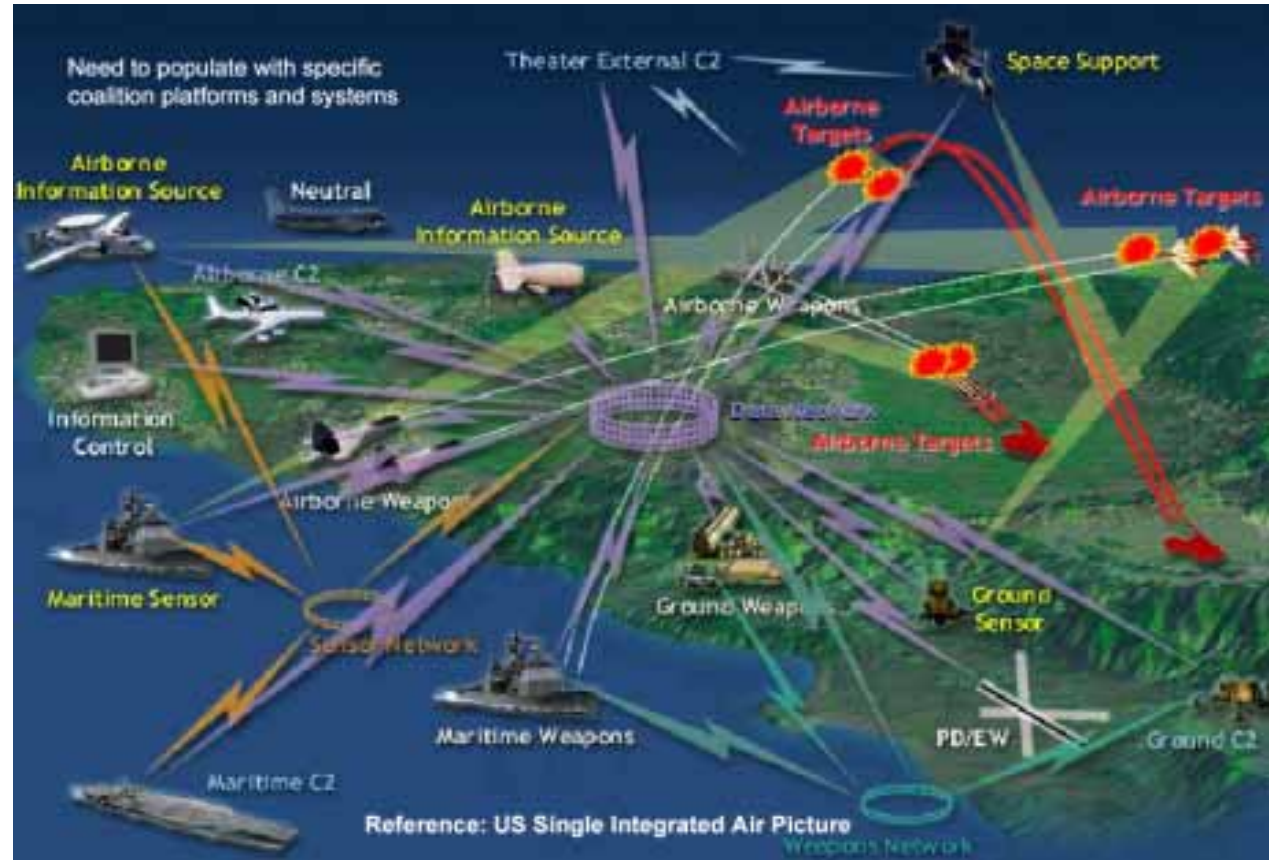 Need to populate with specific
coalition platforms and systems
Theater External C2
Space Support
Airborne
Targets
Airborne
Information Source
Neutral
Airborne
Information Source
Airborne Targets
Airborne C2
Airborne Weapons
Information
Control
Data Network
Airborne Targets
Airborne Weapons
Maritime Sensor
Ground Weapons
Ground
Sensor
Sensor Network
Maritime Weapons
PD/EW
Ground C2
Maritime C2
Reference: US Single Integrated Air Picture
Weapons Network